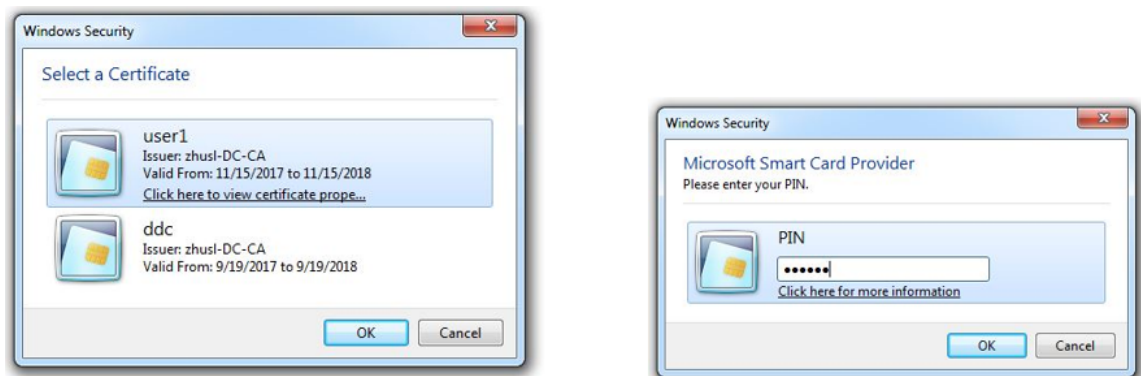 Windows Security
Select a Certificate
user1
Issuer: zhusl-DC-CA
Valid From: 11/15/2017 to 11/15/2018
Click here to view certificate prope...
ddc
Issuer: zhusl-DC-CA
Valid From: 9/19/2017 to 9/19/2018
OK
Cancel
Windows Security
Microsoft Smart Card Provider
Please enter your PIN.
PIN
••••••
Click here for more information
OK
Cancel